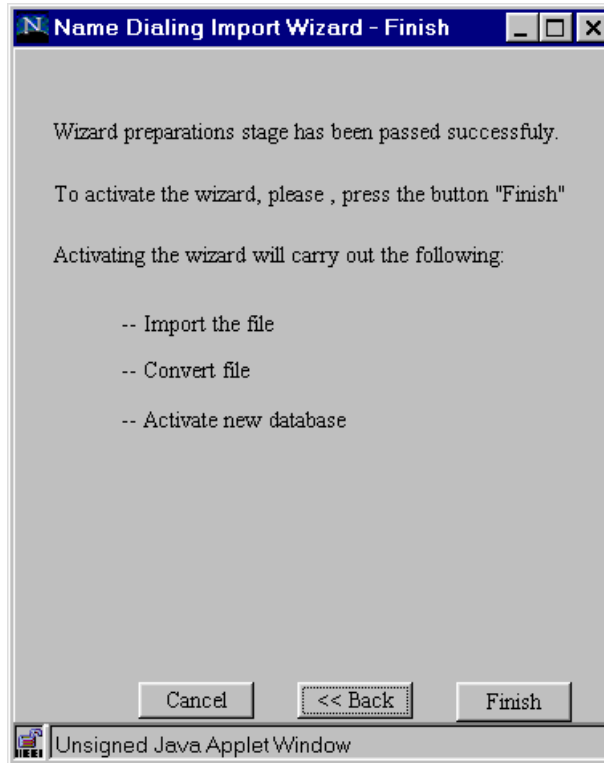 Name Dialing Import Wizard - Finish
Wizard preparations stage has been passed successfuly.
To activate the wizard, please , press the button "Finish"
Activating the wizard will carry out the following:
-- Import the file
-- Convert file
-- Activate new database
Cancel
<< Back
Finish
Unsigned Java Applet Window